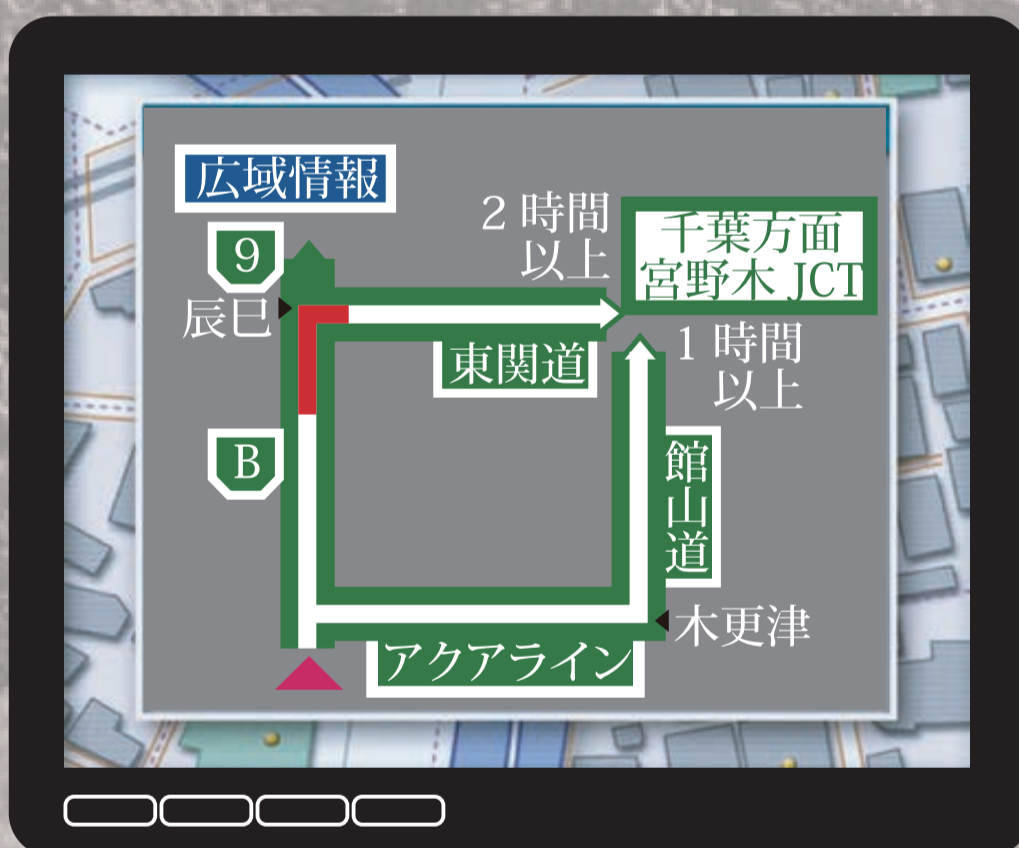 広域情報
9
2 時間
以上
千葉方面
宮野木 JCT
辰巳
東関道
1 時間
以上
B
館山道
木更津
アクアライン